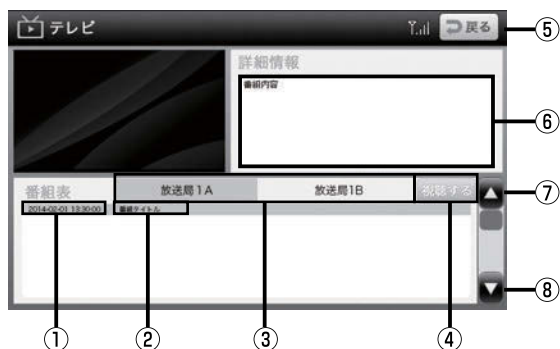 テレビ 戻る ⑤
詳細情報
番組内容
⑥
番組表 放送局1A 放送局1B 視聴する ⑦
2014-02-01 13:30:00 番組タイトル
⑧
① ② ③ ④